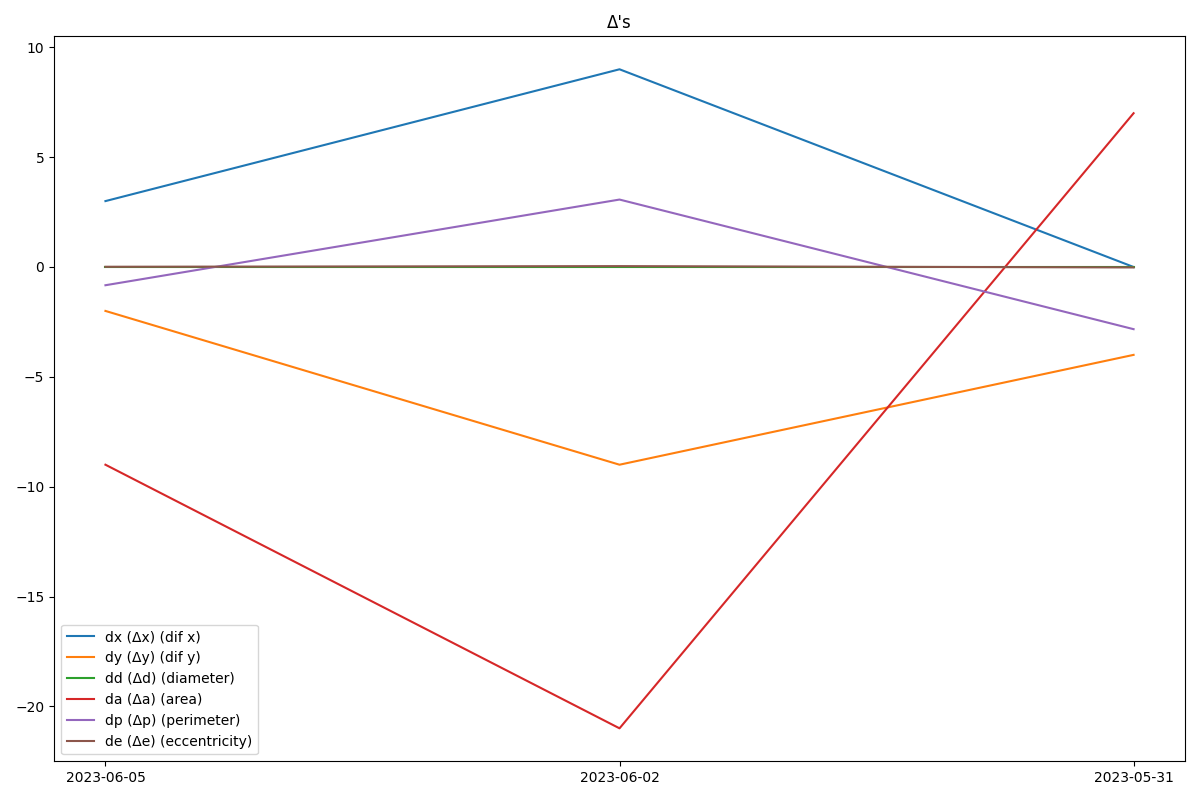 Δ's
10
5
0
−5
−10
−15
−20
dx (Δx) (dif x)
dy (Δy) (dif y)
dd (Δd) (diameter)
da (Δa) (area)
dp (Δp) (perimeter)
de (Δe) (eccentricity)
2023-06-05 2023-06-02 2023-05-31